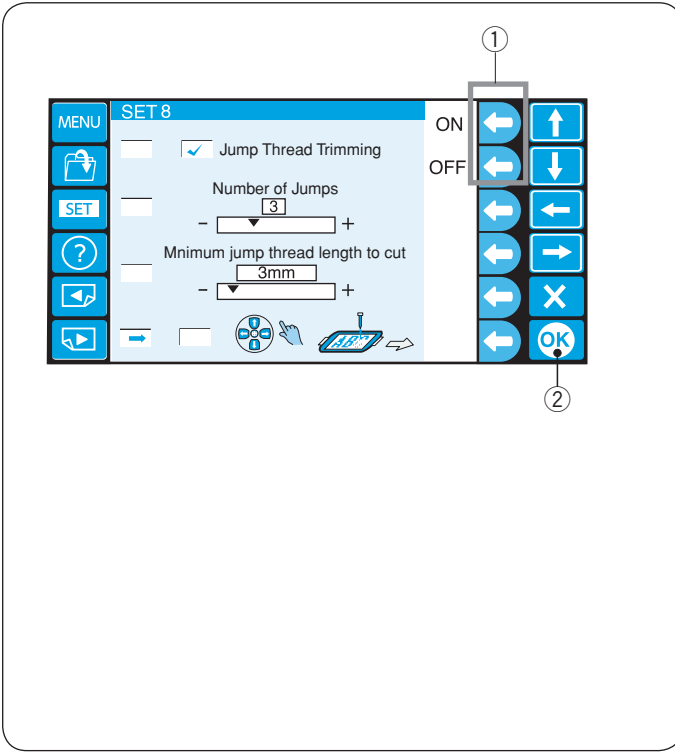 1
MENU
SET 8
ON
Jump Thread Trimming
OFF
SET
Number of Jumps
3
- +
?
Mnimum jump thread length to cut
3mm
- +
ABC
OK
2